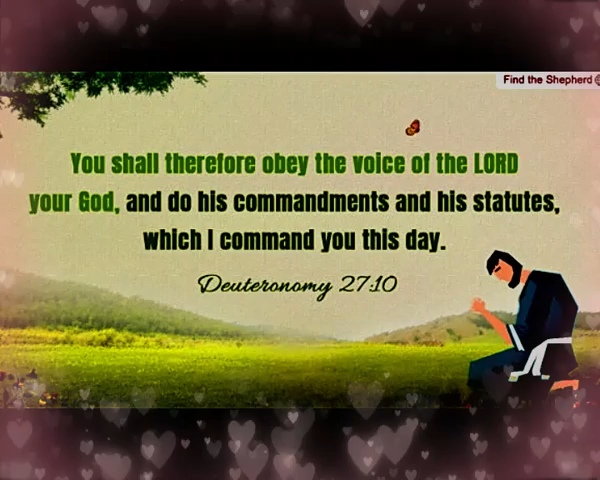 Find the Shepherd
You shall therefore obey the voice of the LORD
your God, and do his commandments and his statutes,
which I command you this day.
Deuteronomy 27:10